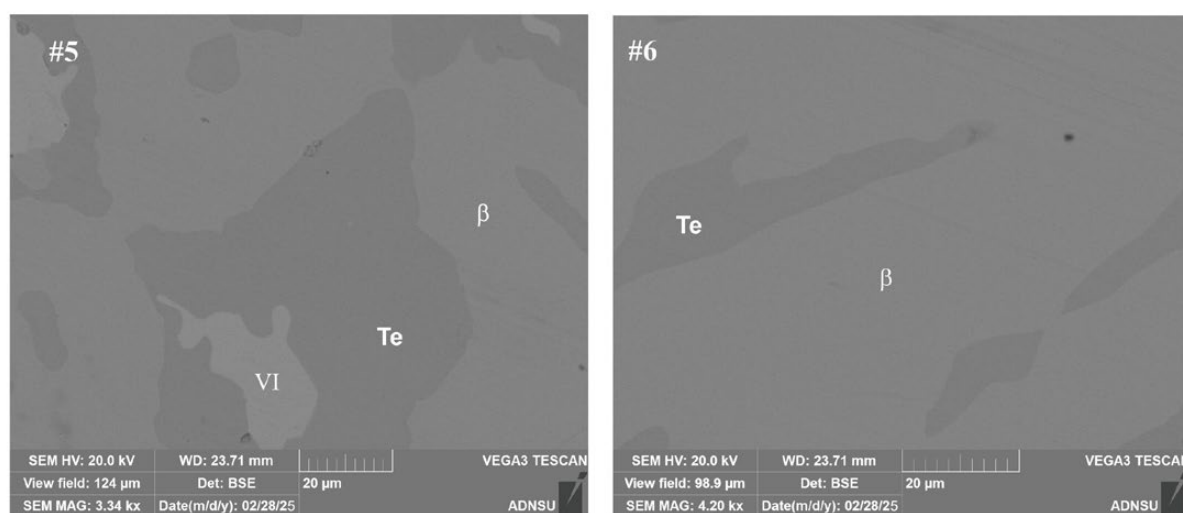 #5
β
Te
VI
SEM HV: 20.0 kV WD: 23.71 mm VEGA3 TESCAN
View field: 124 µm Det: BSE 20 µm
SEM MAG: 3.34 kx Date(m/d/y): 02/28/25 ADNSU
#6
Te
β
SEM HV: 20.0 kV WD: 23.71 mm VEGA3 TESCAN
View field: 98.9 µm Det: BSE 20 µm
SEM MAG: 4.20 kx Date(m/d/y): 02/28/25 ADNSU